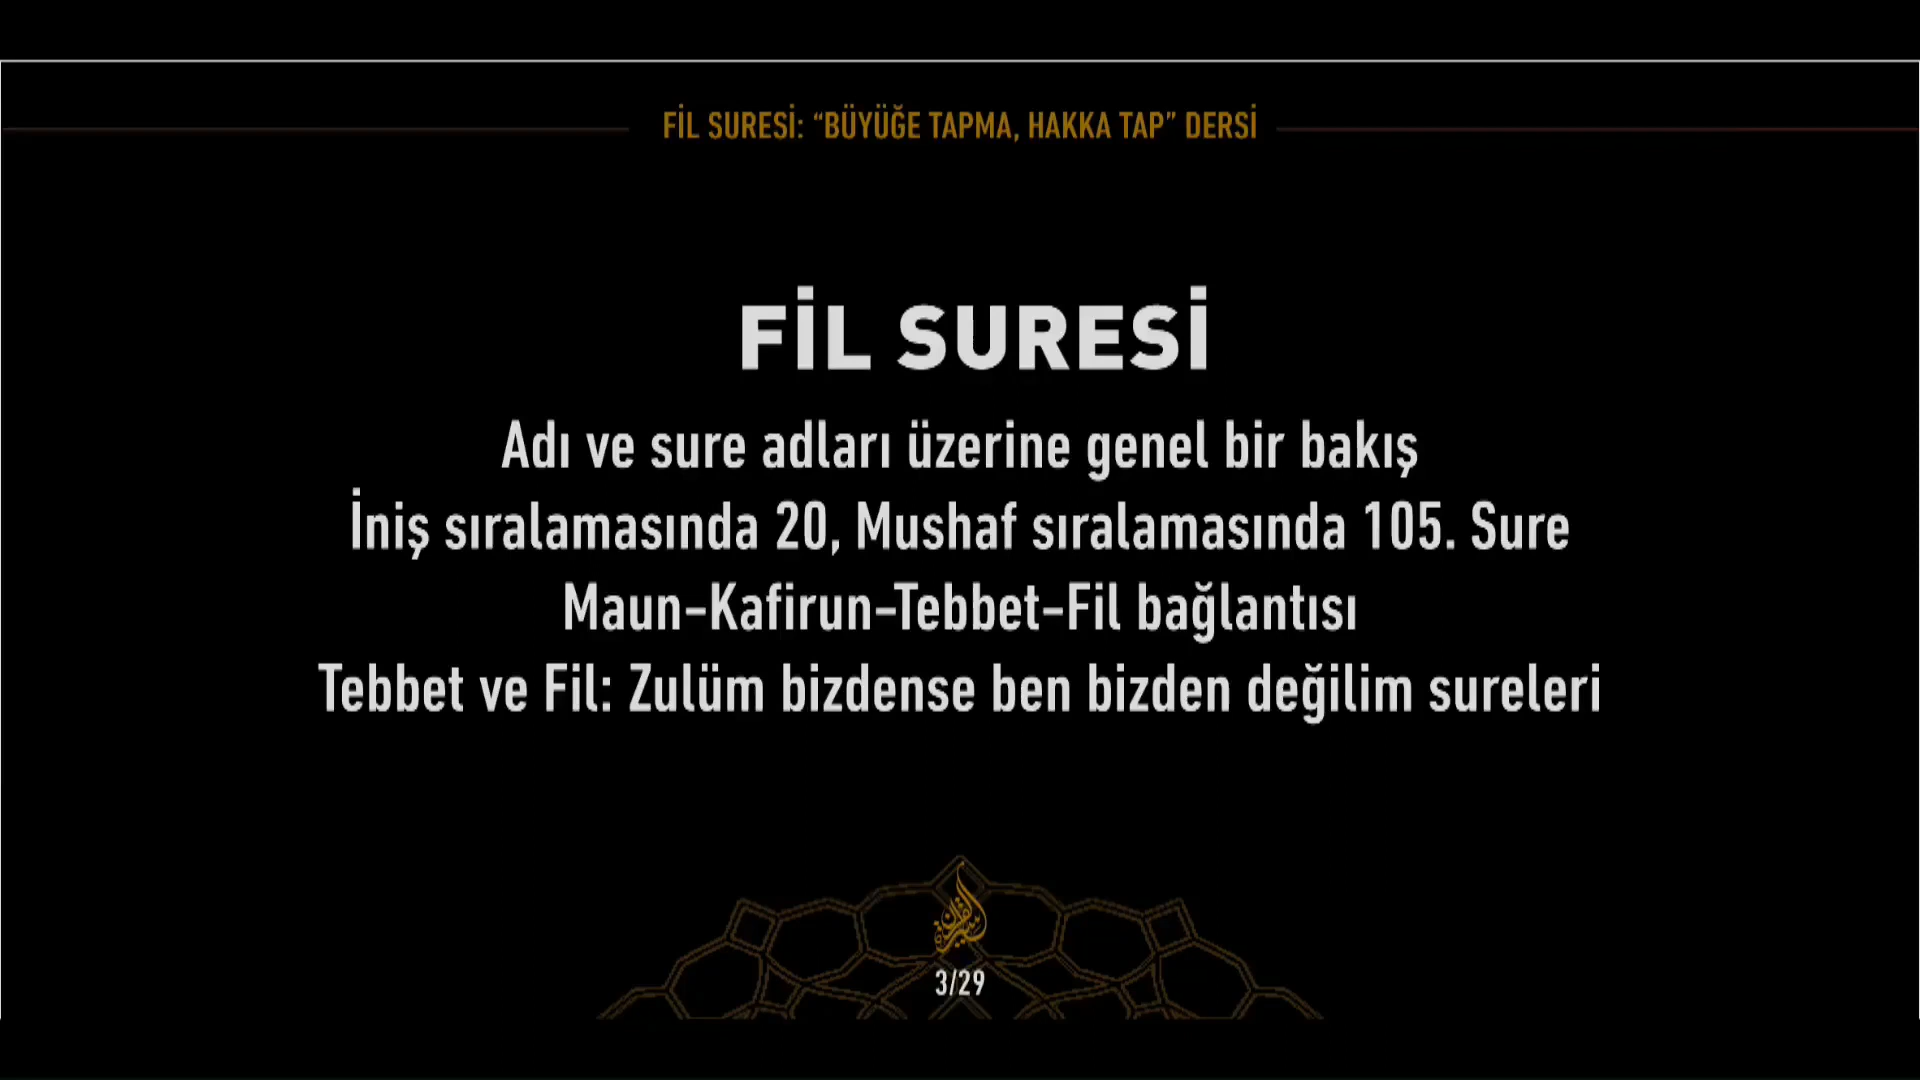 FİL SURESİ: “BÜYÜĞE TAPMA, HAKKA TAP” DERSİ
FİL SURESİ
Adı ve sure adları üzerine genel bir bakış
İniş sıralamasında 20, Mushaf sıralamasında 105. Sure
Maun-Kafirun-Tebbet-Fil bağlantısı
Tebbet ve Fil: Zulüm bizdense ben bizden değilim sureleri
3/29